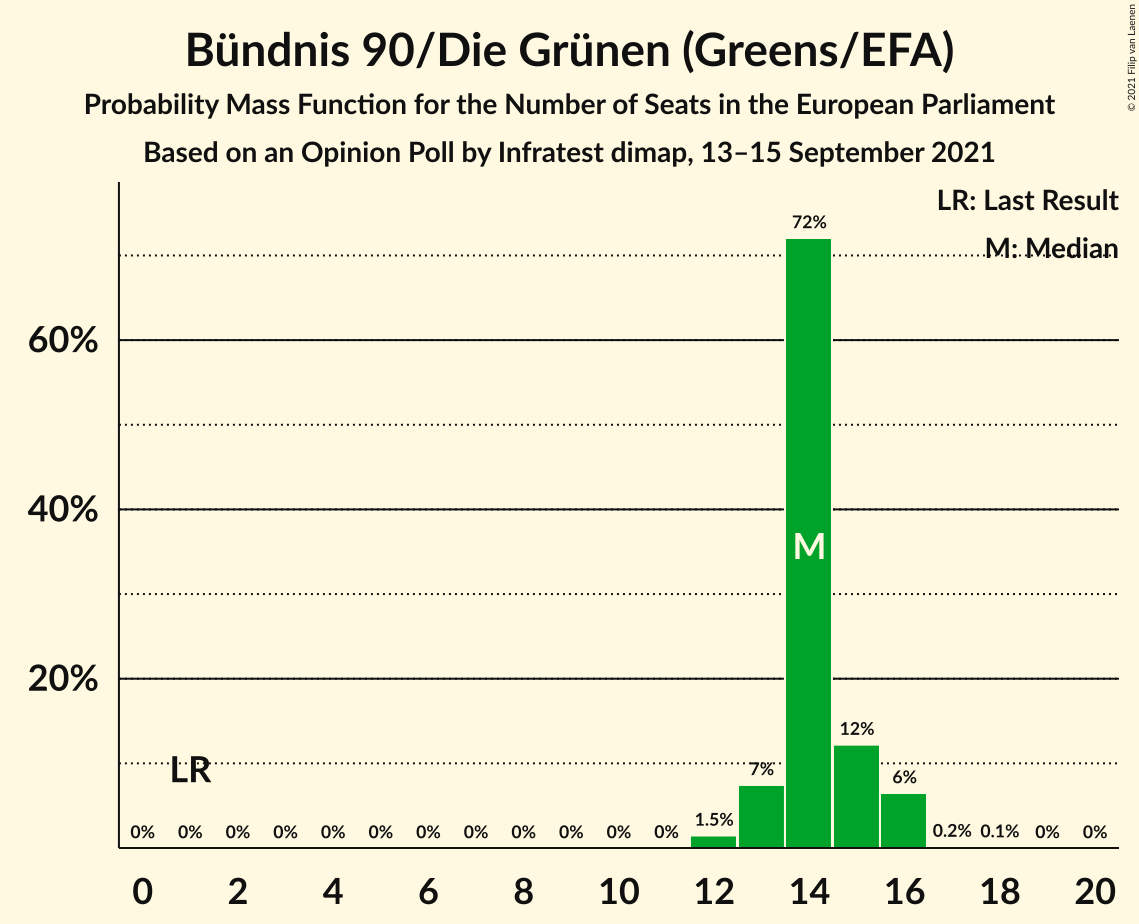 Bündnis 90/Die Grünen (Greens/EFA)
Probability Mass Function for the Number of Seats in the European Parliament
Based on an Opinion Poll by Infratest dimap, 13–15 September 2021
© 2021 Filip van Laenen
LR: Last Result
M: Median
72%
60%
40%
M
20%
12%
LR
7%
6%
1.5%
0% 0% 0% 0% 0% 0% 0% 0% 0% 0% 0% 0% 0.2% 0.1% 0% 0%
0 2 4 6 8 10 12 14 16 18 20